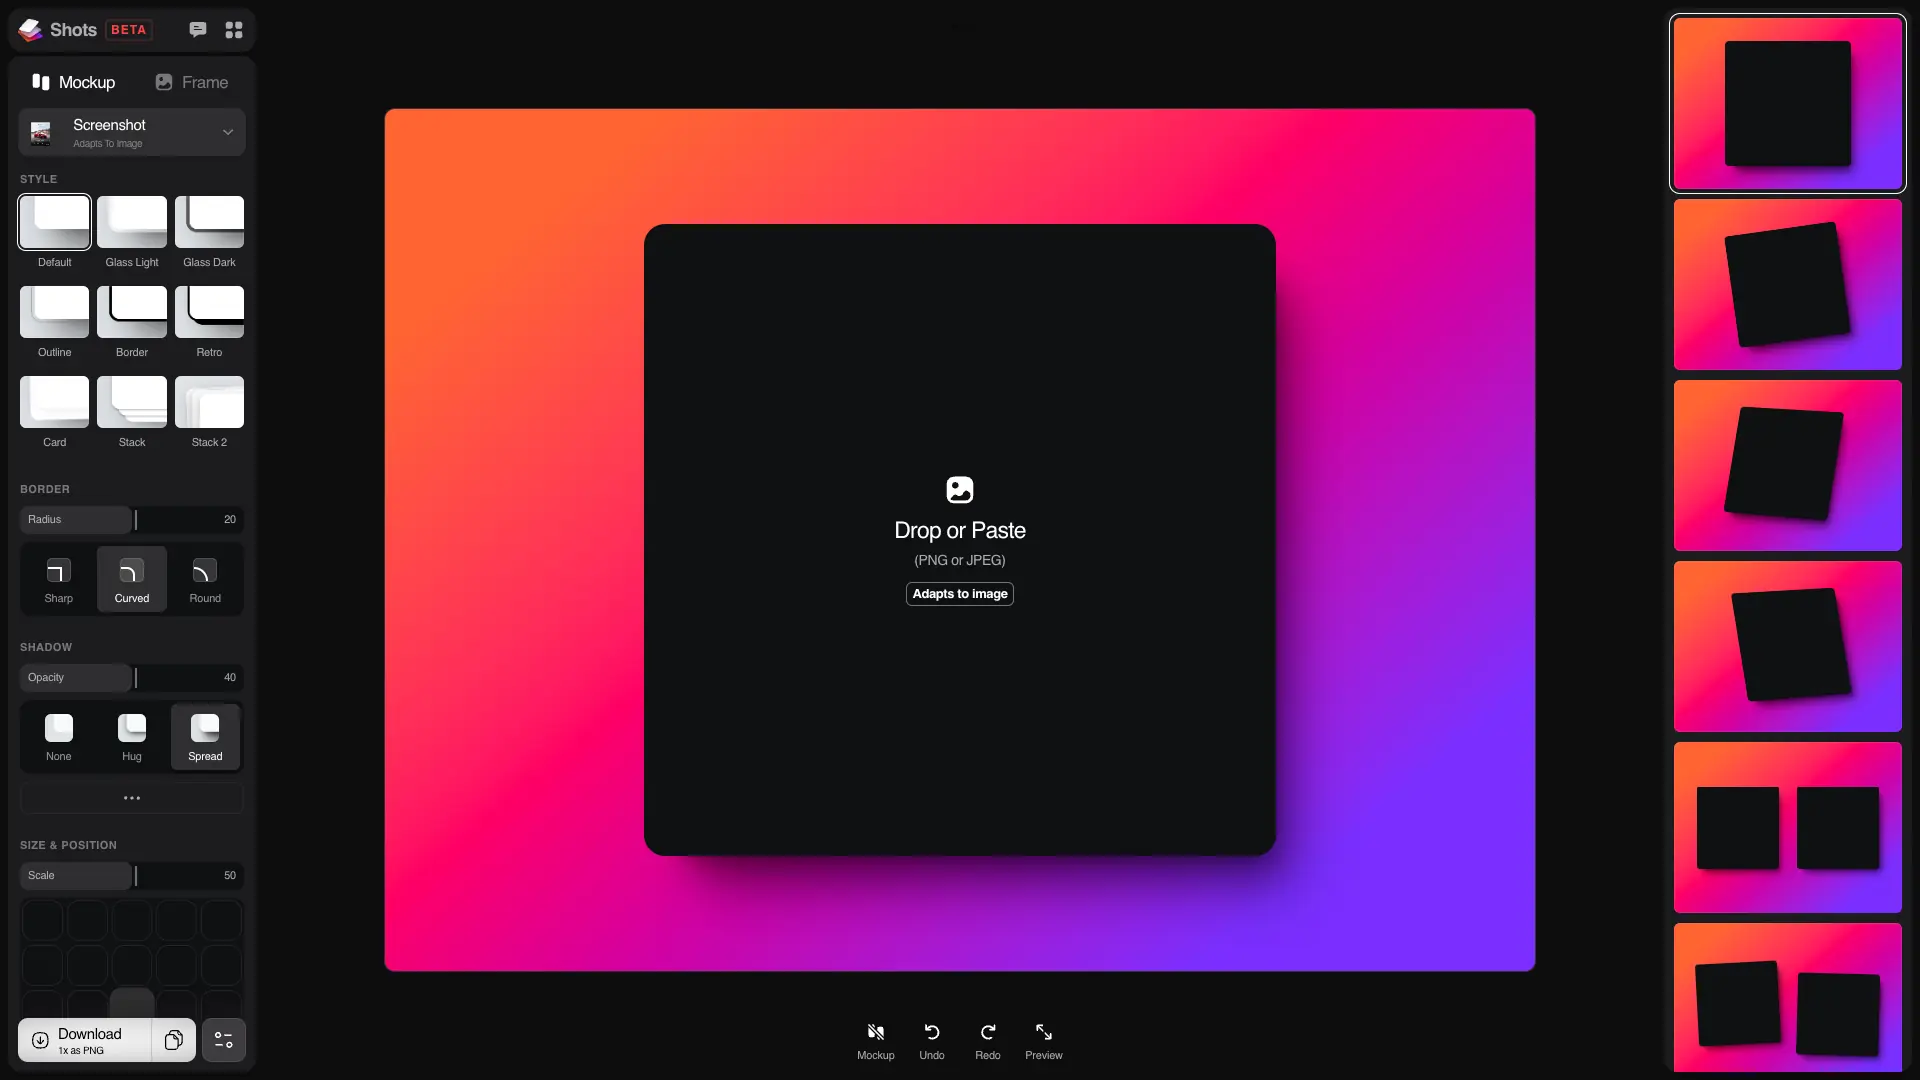 Shots BETA
Mockup
Frame
Screenshot
Adapts To Image
STYLE
Default
Glass Light
Glass Dark
Outline
Border
Retro
Card
Stack
Stack 2
BORDER
Radius 20
Sharp
Curved
Round
SHADOW
Opacity 40
None
Hug
Spread
SIZE & POSITION
Scale 50
Download
1x as PNG
Drop or Paste
(PNG or JPEG)
Adapts to image
Mockup
Undo
Redo
Preview